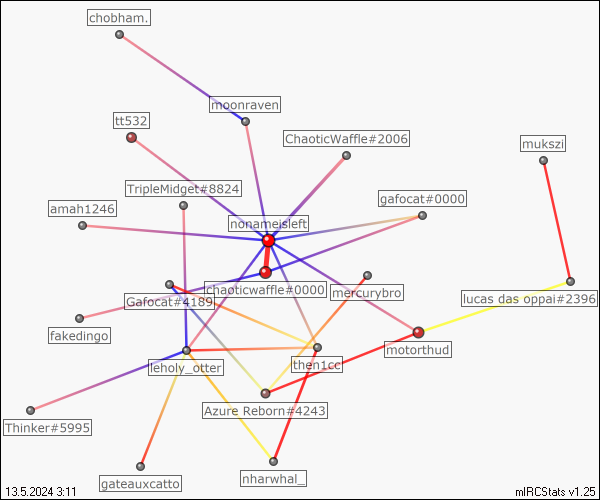 chobham.
moonraven
tt532
ChaoticWaffle#2006
mukszi
TripleMidget#8824
gafocat#0000
amah1246
nonameisleft
chaoticwaffle#0000
mercurybro
Gafocat#4189
lucas das oppai#2396
fakedingo
motorthud
leholy_otter
then1cc
Azure Reborn#4243
Thinker#5995
gateauxcatto
nharwhal_
13.5.2024 3:11
mIRCStats v1.25